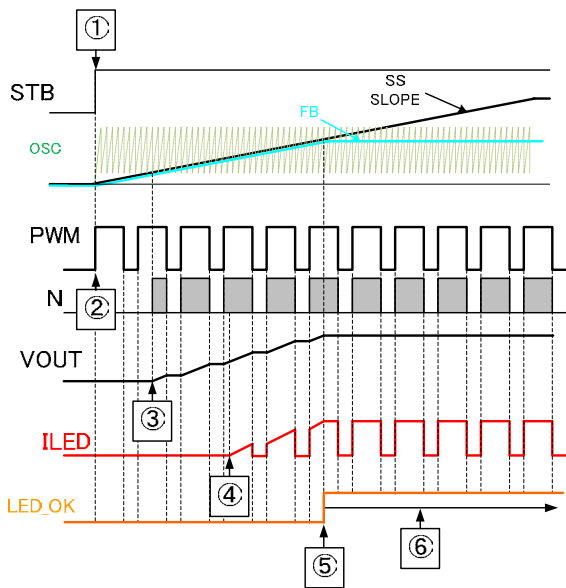 ①
STB
SS
SLOPE
FB
OSC
PWM
②
N
VOUT
③
ILED
④
LED_OK
⑤
⑥